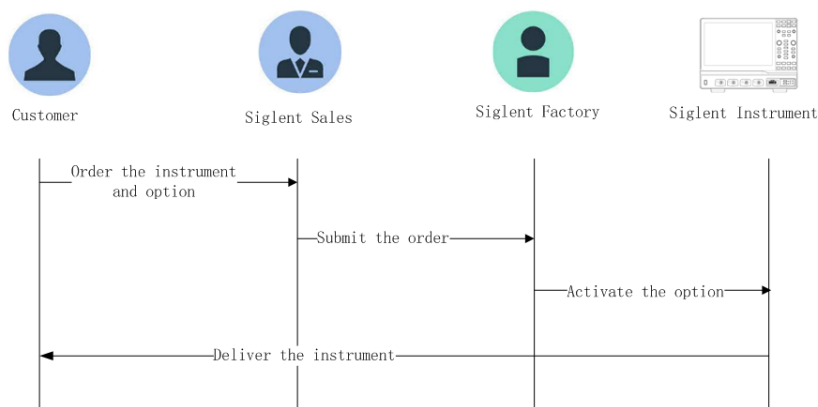 Customer
Siglent Sales
Siglent Factory
Siglent Instrument
Order the instrument
and option
Submit the order
Activate the option
Deliver the instrument